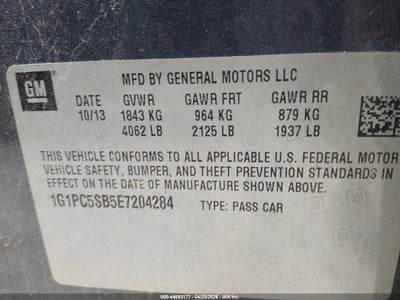 GM
MFD BY GENERAL MOTORS LLC
DATE GVWR GAWR FRT GAWR RR
10/13 1843 KG 964 KG 879 KG
4062 LB 2125 LB 1937 LB
THIS VEHICLE CONFORMS TO ALL APPLICABLE U.S. FEDERAL MOTOR
VEHICLE SAFETY, BUMPER, AND THEFT PREVENTION STANDARDS IN
EFFECT ON THE DATE OF MANUFACTURE SHOWN ABOVE.
1G1PC5SB5E7204284 TYPE: PASS CAR
000-44893177 - 04/20/2026 - IAA Inc.